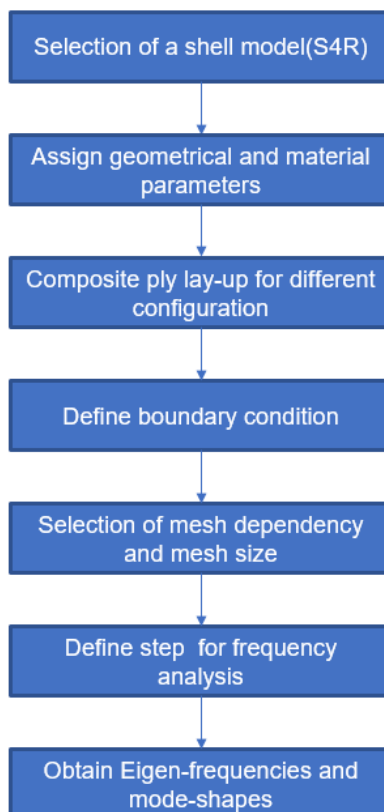 Selection of a shell model(S4R)
Assign geometrical and material
parameters
Composite ply lay-up for different
configuration
Define boundary condition
Selection of mesh dependency
and mesh size
Define step for frequency
analysis
Obtain Eigen-frequencies and
mode-shapes